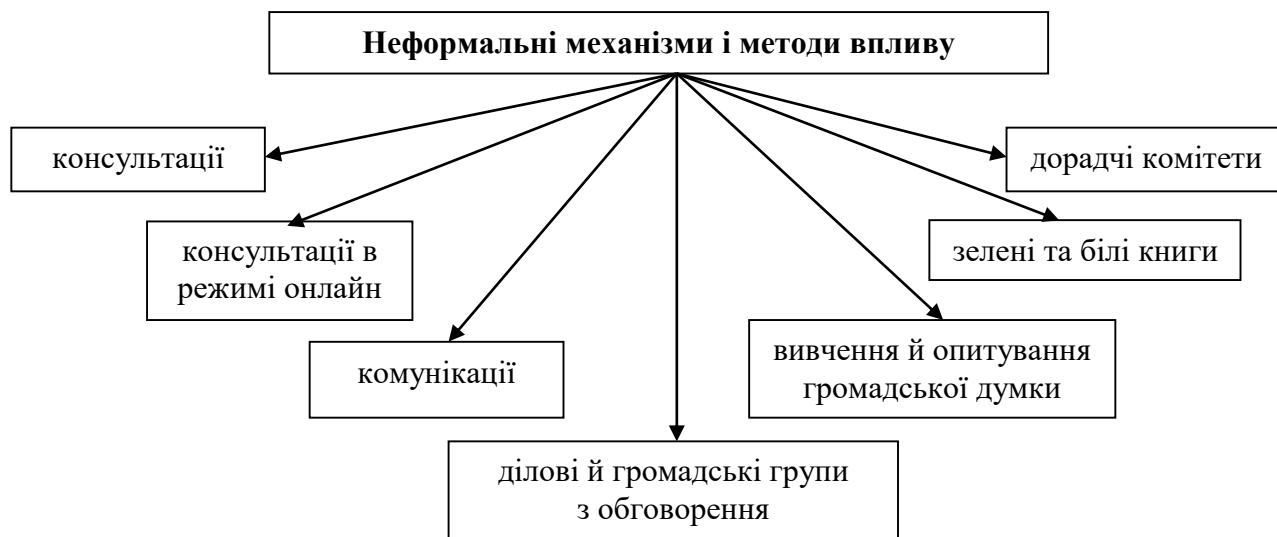 Неформальні механізми і методи впливу
консультації
дорадчі комітети
консультації в
режимі онлайн
зелені та білі книги
комунікації
вивчення й опитування
громадської думки
ділові й громадські групи
з обговорення